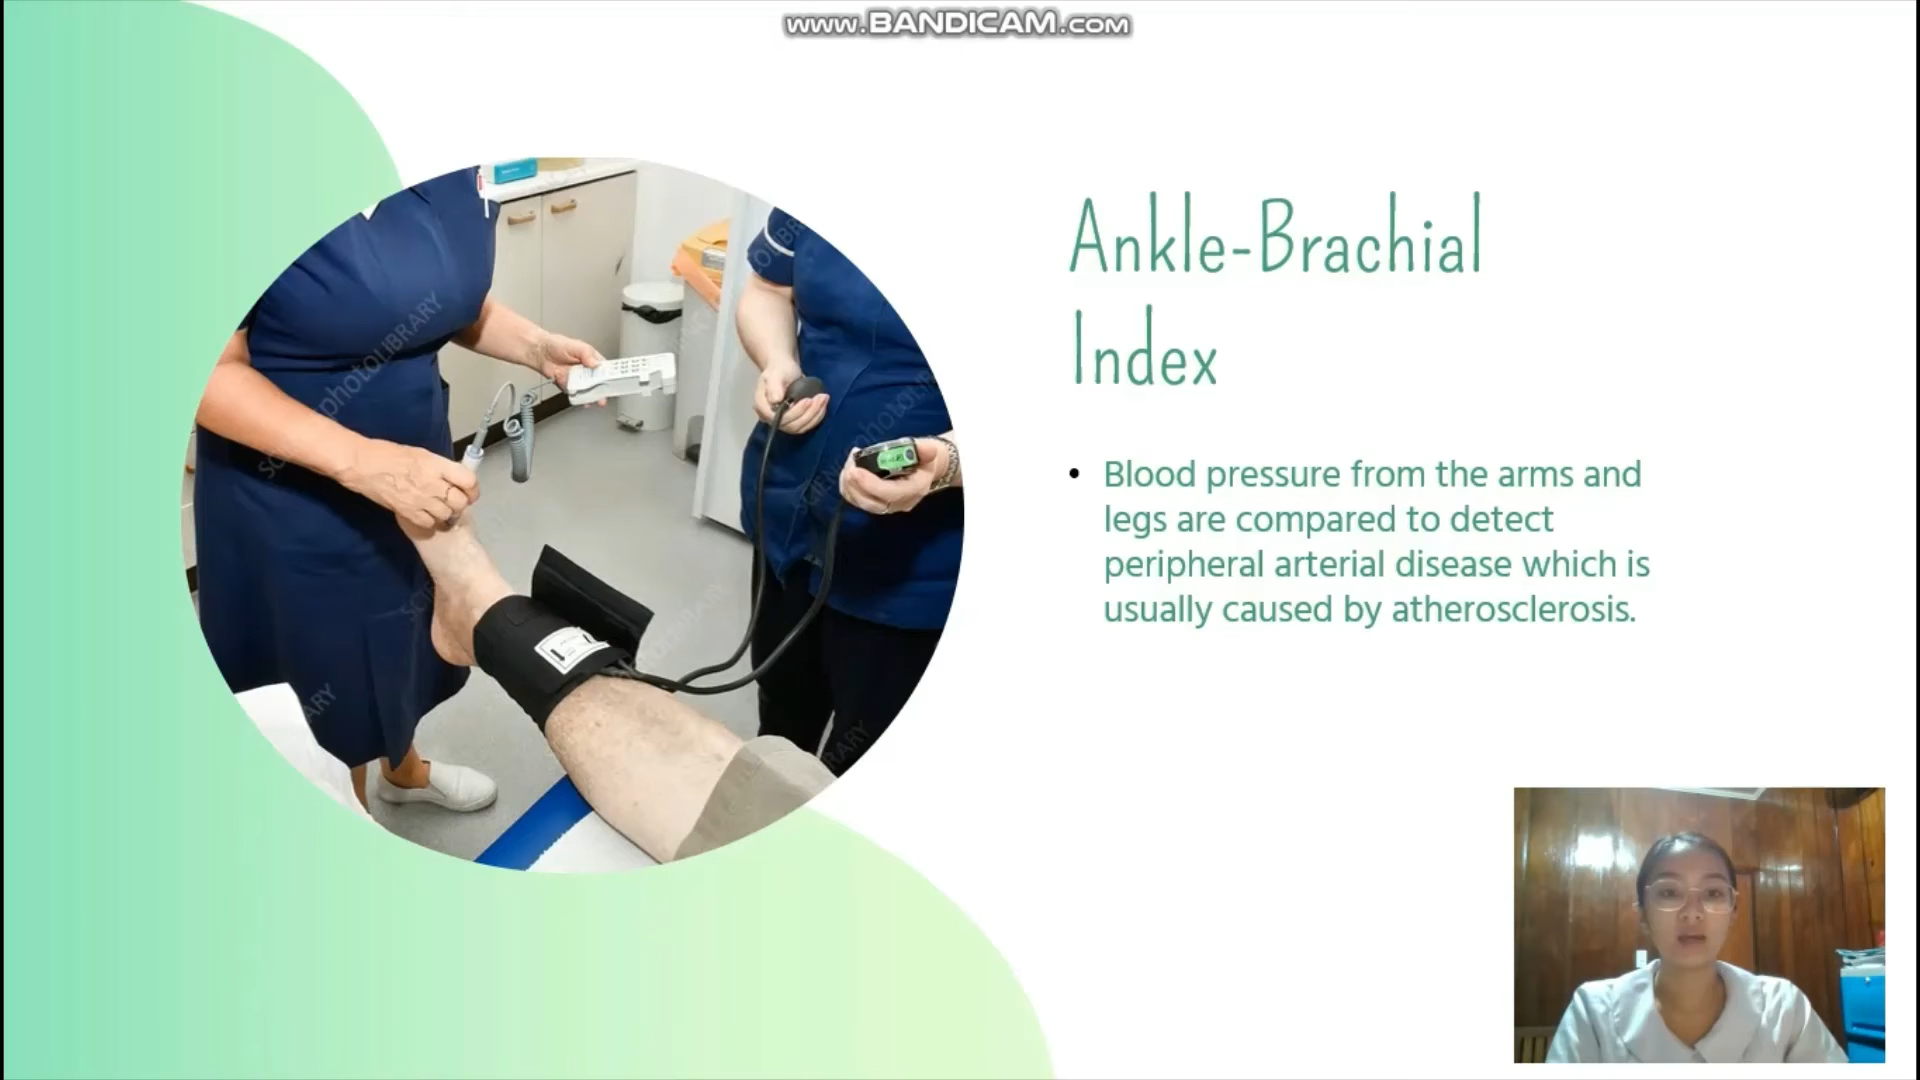 www.BANDICAM.com
Ankle-Brachial
Index
• Blood pressure from the arms and
legs are compared to detect
peripheral arterial disease which is
usually caused by atherosclerosis.